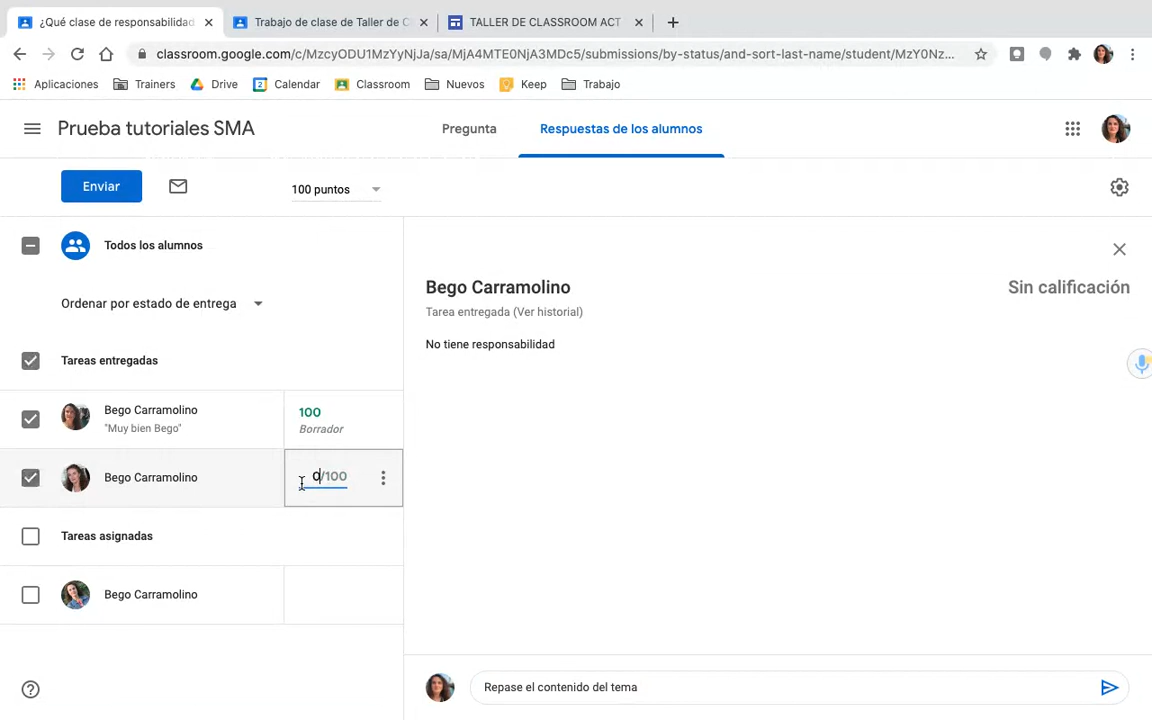 ¿Qué clase de responsabilidad
Trabajo de clase de Taller de C
TALLER DE CLASSROOM ACT
classroom.google.com/c/MzcyODU1MzYyNjJa/sa/MjA4MTE0NjA3MDc5/submissions/by-status/and-sort-last-name/student/MzY0Nz...
Aplicaciones Trainers Drive Calendar Classroom Nuevos Keep Trabajo
Prueba tutoriales SMA
Pregunta
Respuestas de los alumnos
Enviar
100 puntos
Todos los alumnos
Ordenar por estado de entrega
Tareas entregadas
Bego Carramolino
"Muy bien Bego"
100
Borrador
Bego Carramolino
0/100
Tareas asignadas
Bego Carramolino
Bego Carramolino
Sin calificación
Tarea entregada (Ver historial)
No tiene responsabilidad
Repase el contenido del tema